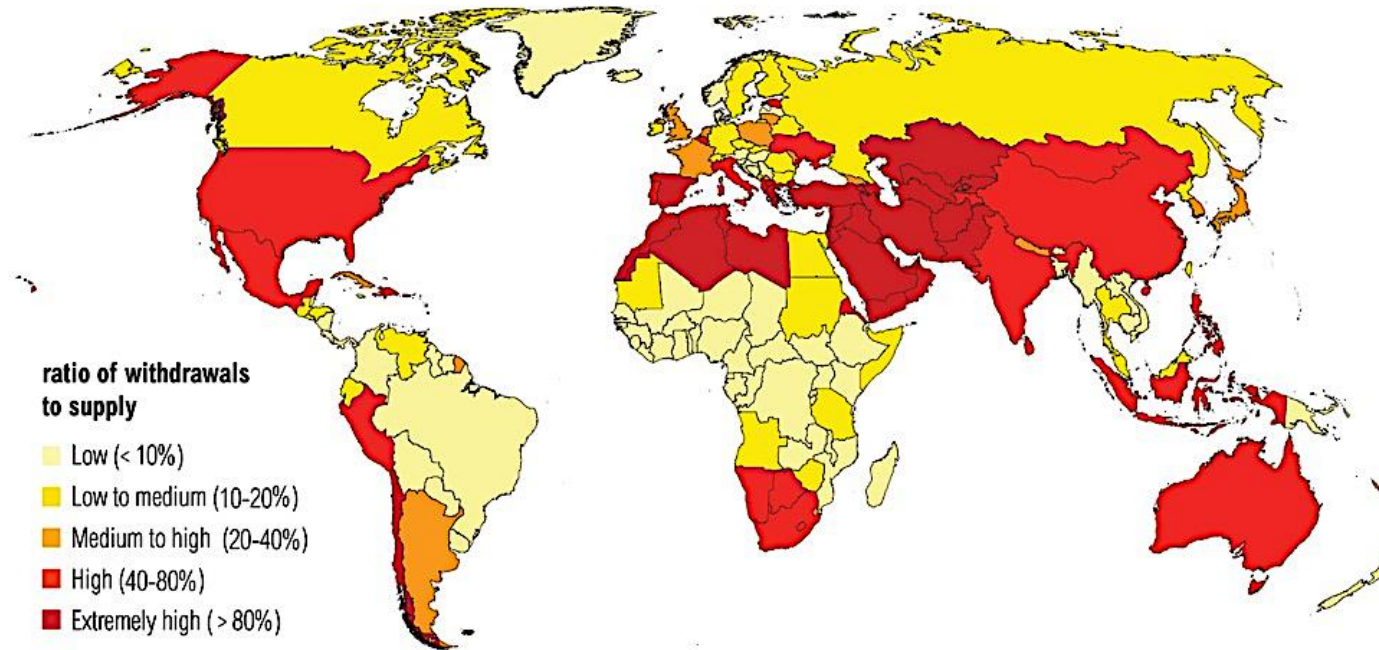 ratio of withdrawals
to supply
Low (< 10%)
Low to medium (10-20%)
Medium to high (20-40%)
High (40-80%)
Extremely high (> 80%)